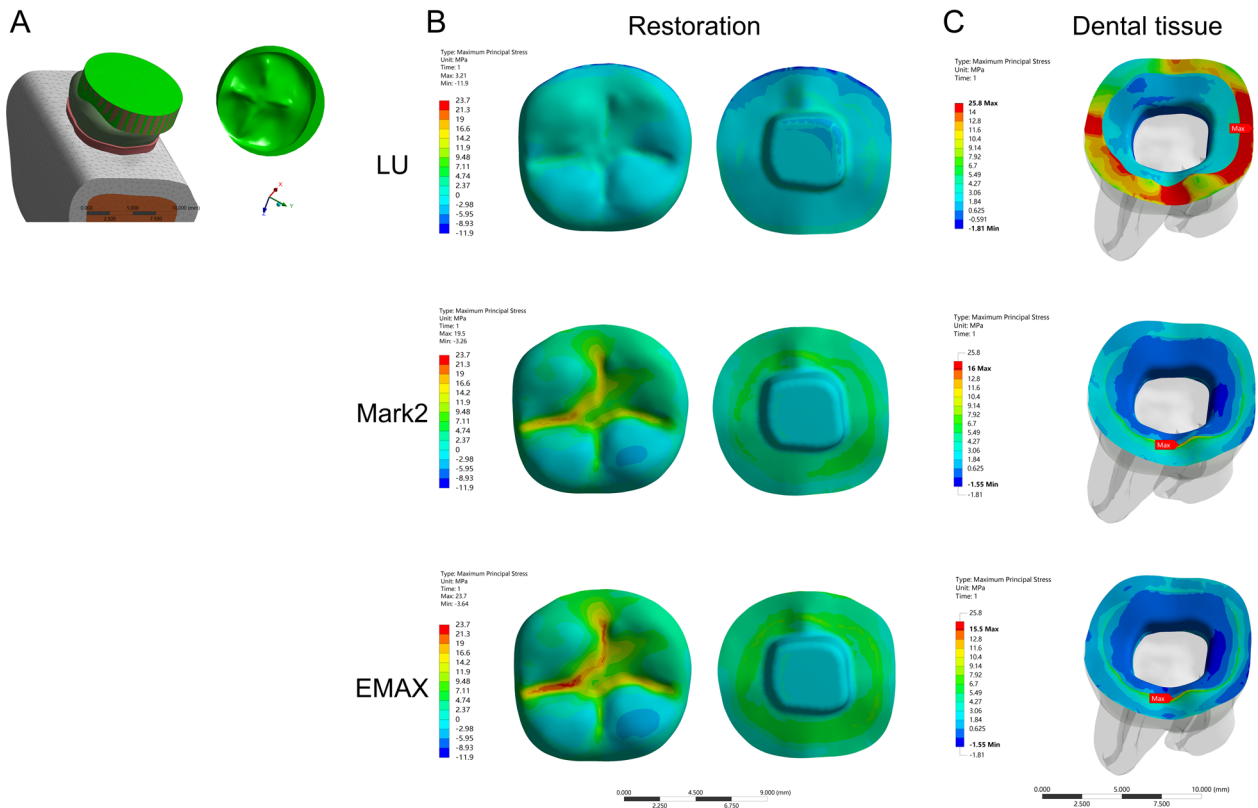 A
B
Restoration
C
Dental tissue
X
Y
Z
0.000 5.000 10.000 (mm)
2.500 7.500
LU
Type: Maximum Principal Stress
Unit: MPa
Time: 1
Max: 3.21
Min: -11.9
23.7
21.3
19
16.6
14.2
11.9
9.48
7.11
4.74
2.37
0
-2.98
-5.95
-8.93
-11.9
Type: Maximum Principal Stress
Unit: MPa
Time: 1
25.8 Max
14
12.8
11.6
10.4
9.14
7.92
6.7
5.49
4.27
3.06
1.84
0.625
-0.591
-1.81 Min
Max
Mark2
Type: Maximum Principal Stress
Unit: MPa
Time: 1
Max: 19.5
Min: -3.26
23.7
21.3
19
16.6
14.2
11.9
9.48
7.11
4.74
2.37
0
-2.98
-5.95
-8.93
-11.9
Type: Maximum Principal Stress
Unit: MPa
Time: 1
25.8
16 Max
12.8
11.6
10.4
9.14
7.92
6.7
5.49
4.27
3.06
1.84
0.625
-1.55 Min
-1.81
Max
EMAX
Type: Maximum Principal Stress
Unit: MPa
Time: 1
Max: 23.7
Min: -3.64
23.7
21.3
19
16.6
14.2
11.9
9.48
7.11
4.74
2.37
0
-2.98
-5.95
-8.93
-11.9
Type: Maximum Principal Stress
Unit: MPa
Time: 1
25.8
15.5 Max
12.8
11.6
10.4
9.14
7.92
6.7
5.49
4.27
3.06
1.84
0.625
-1.55 Min
-1.81
Max
0.000 4.500 9.000 (mm)
2.250 6.750
0.000 5.000 10.000 (mm)
2.500 7.500